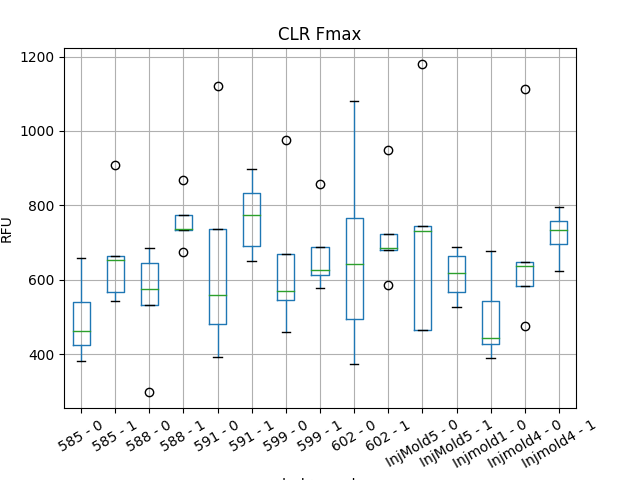 CLR Fmax
1200
1000
800
600
400
RFU
585 - 0
585 - 1
588 - 0
588 - 1
591 - 0
591 - 1
599 - 0
599 - 1
602 - 0
602 - 1
InjMold5 - 0
InjMold5 - 1
Injmold1 - 0
Injmold4 - 0
Injmold4 - 1